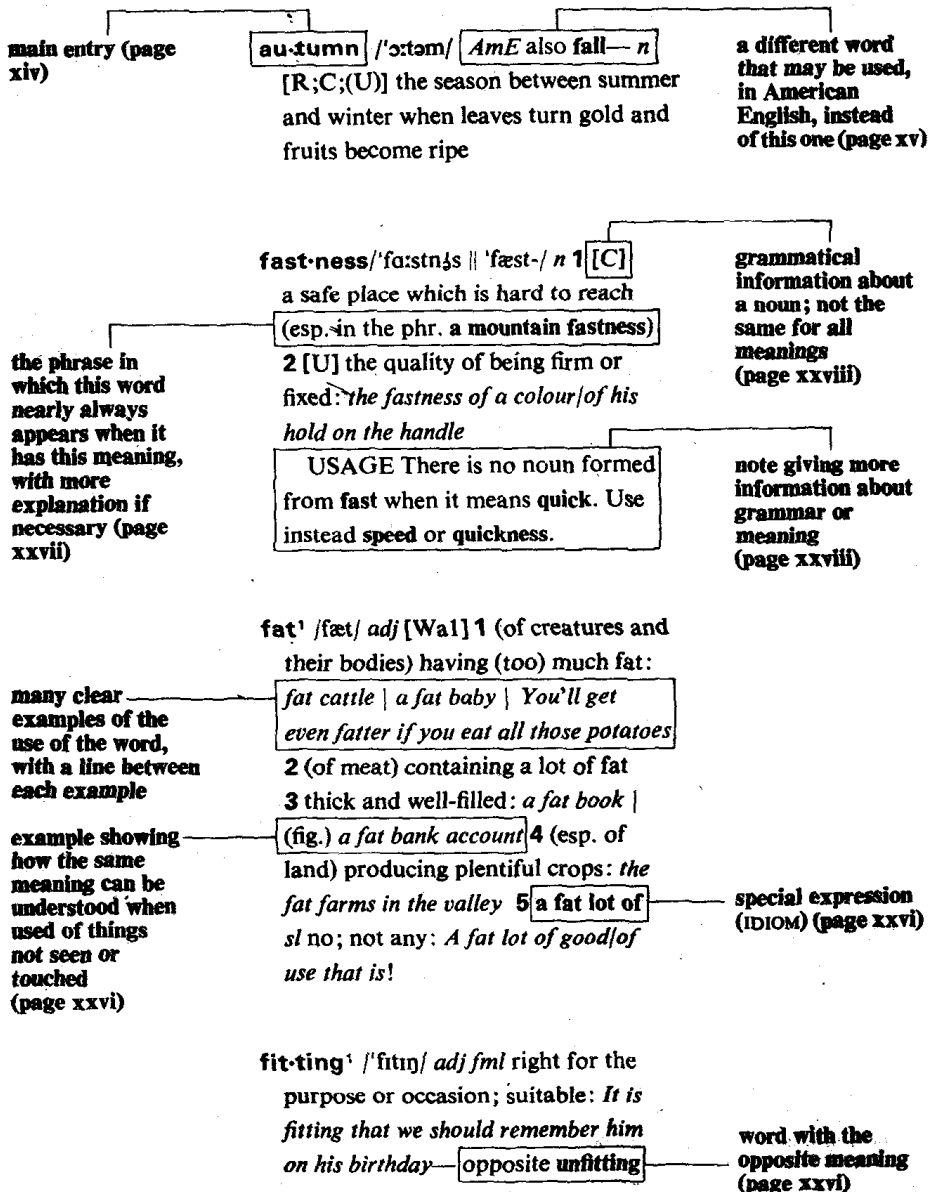 main entry (page
xiv)
au·tumn /ˈɔːtəm/ AmE also fall— n
[R;C;(U)] the season between summer
and winter when leaves turn gold and
fruits become ripe
a different word
that may be used,
in American
English, instead
of this one (page xv)
fast·ness/ˈfɑːstnɪ̵s || ˈfæst-/ n 1 [C]
a safe place which is hard to reach
(esp. in the phr. a mountain fastness)
2 [U] the quality of being firm or
fixed: the fastness of a colour/of his
hold on the handle
USAGE There is no noun formed
from fast when it means quick. Use
instead speed or quickness.
the phrase in
which this word
nearly always
appears when it
has this meaning,
with more
explanation if
necessary (page
xxvii)
grammatical
information about
a noun; not the
same for all
meanings
(page xxviii)
note giving more
information about
grammar or
meaning
(page xxviii)
fat¹ /fæt/ adj [Wa1] 1 (of creatures and
their bodies) having (too) much fat:
fat cattle | a fat baby | You'll get
even fatter if you eat all those potatoes
2 (of meat) containing a lot of fat
3 thick and well-filled: a fat book |
(fig.) a fat bank account 4 (esp. of
land) producing plentiful crops: the
fat farms in the valley 5 a fat lot of
sl no; not any: A fat lot of good/of
use that is!
many clear
examples of the
use of the word,
with a line between
each example
example showing
how the same
meaning can be
understood when
used of things
not seen or
touched
(page xxvi)
special expression
(IDIOM) (page xxvi)
fit·ting¹ /ˈfɪtɪŋ/ adj fml right for the
purpose or occasion; suitable: It is
fitting that we should remember him
on his birthday—opposite unfitting
word with the
opposite meaning
(page xxvi)